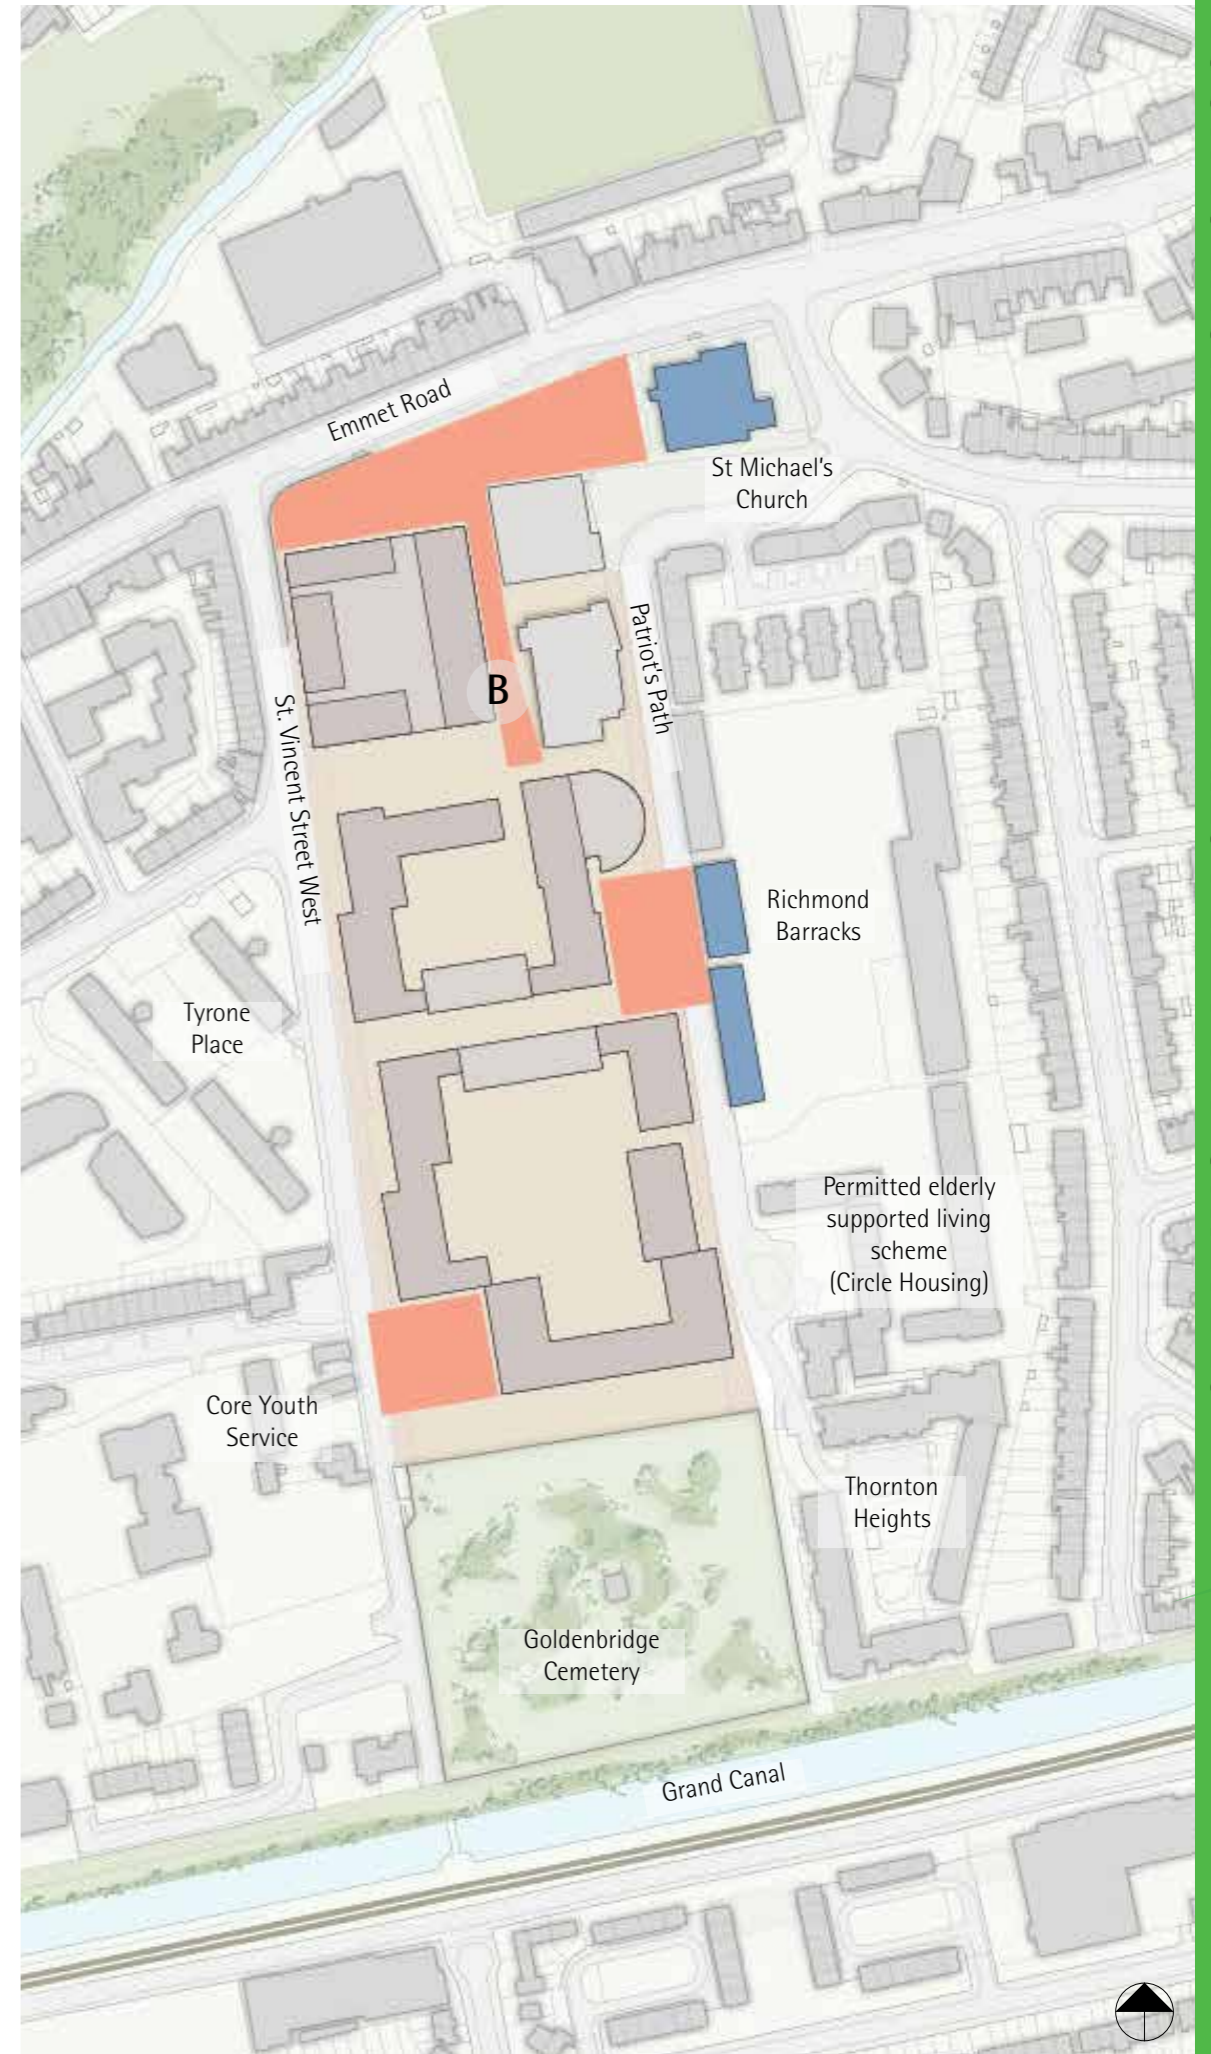 Emmet Road
St Michael's
Church
Patriot's Path
B
St. Vincent Street West
Richmond
Barracks
Tyrone
Place
Permitted elderly
supported living
scheme
(Circle Housing)
Core Youth
Service
Thornton
Heights
Goldenbridge
Cemetery
Grand Canal